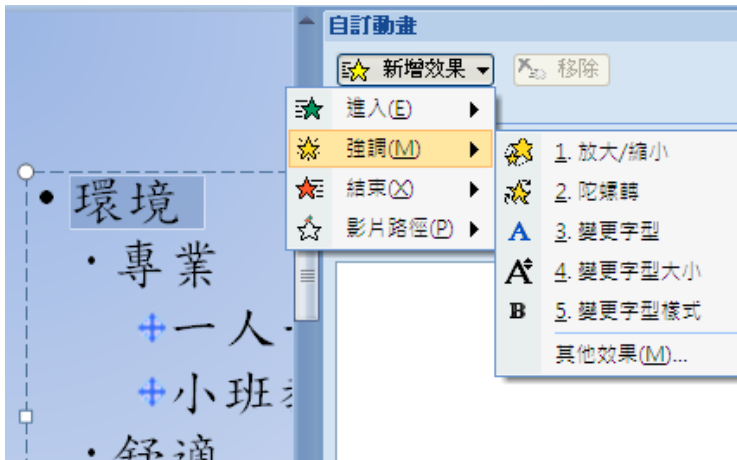 自訂動畫
新增效果
移除
進入(E)
強調(M)
結束(X)
影片路徑(P)
1. 放大/縮小
2. 陀螺轉
3. 變更字型
4. 變更字型大小
5. 變更字型樣式
其他效果(M)...
環境
專業
一人
小班
舒適